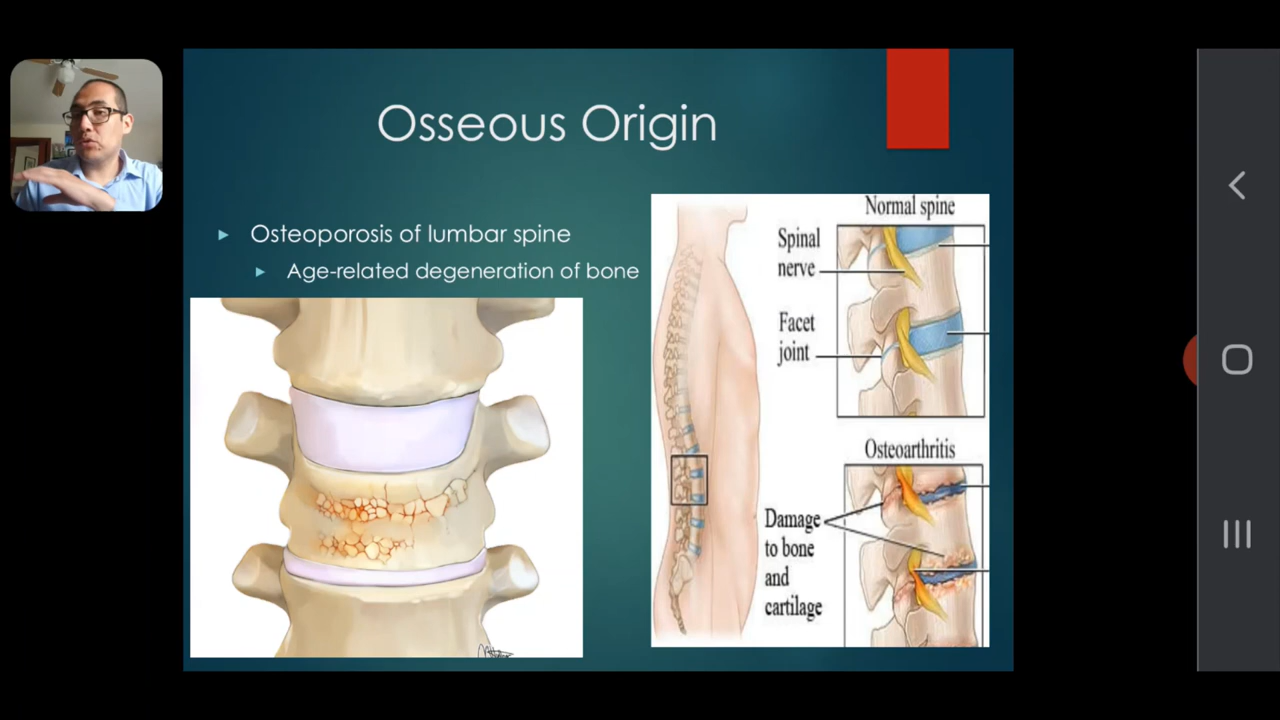 Osseous Origin
Osteoporosis of lumbar spine
Age-related degeneration of bone
Normal spine
Spinal
nerve
Facet
joint
Osteoarthritis
Damage
to bone
and
cartilage